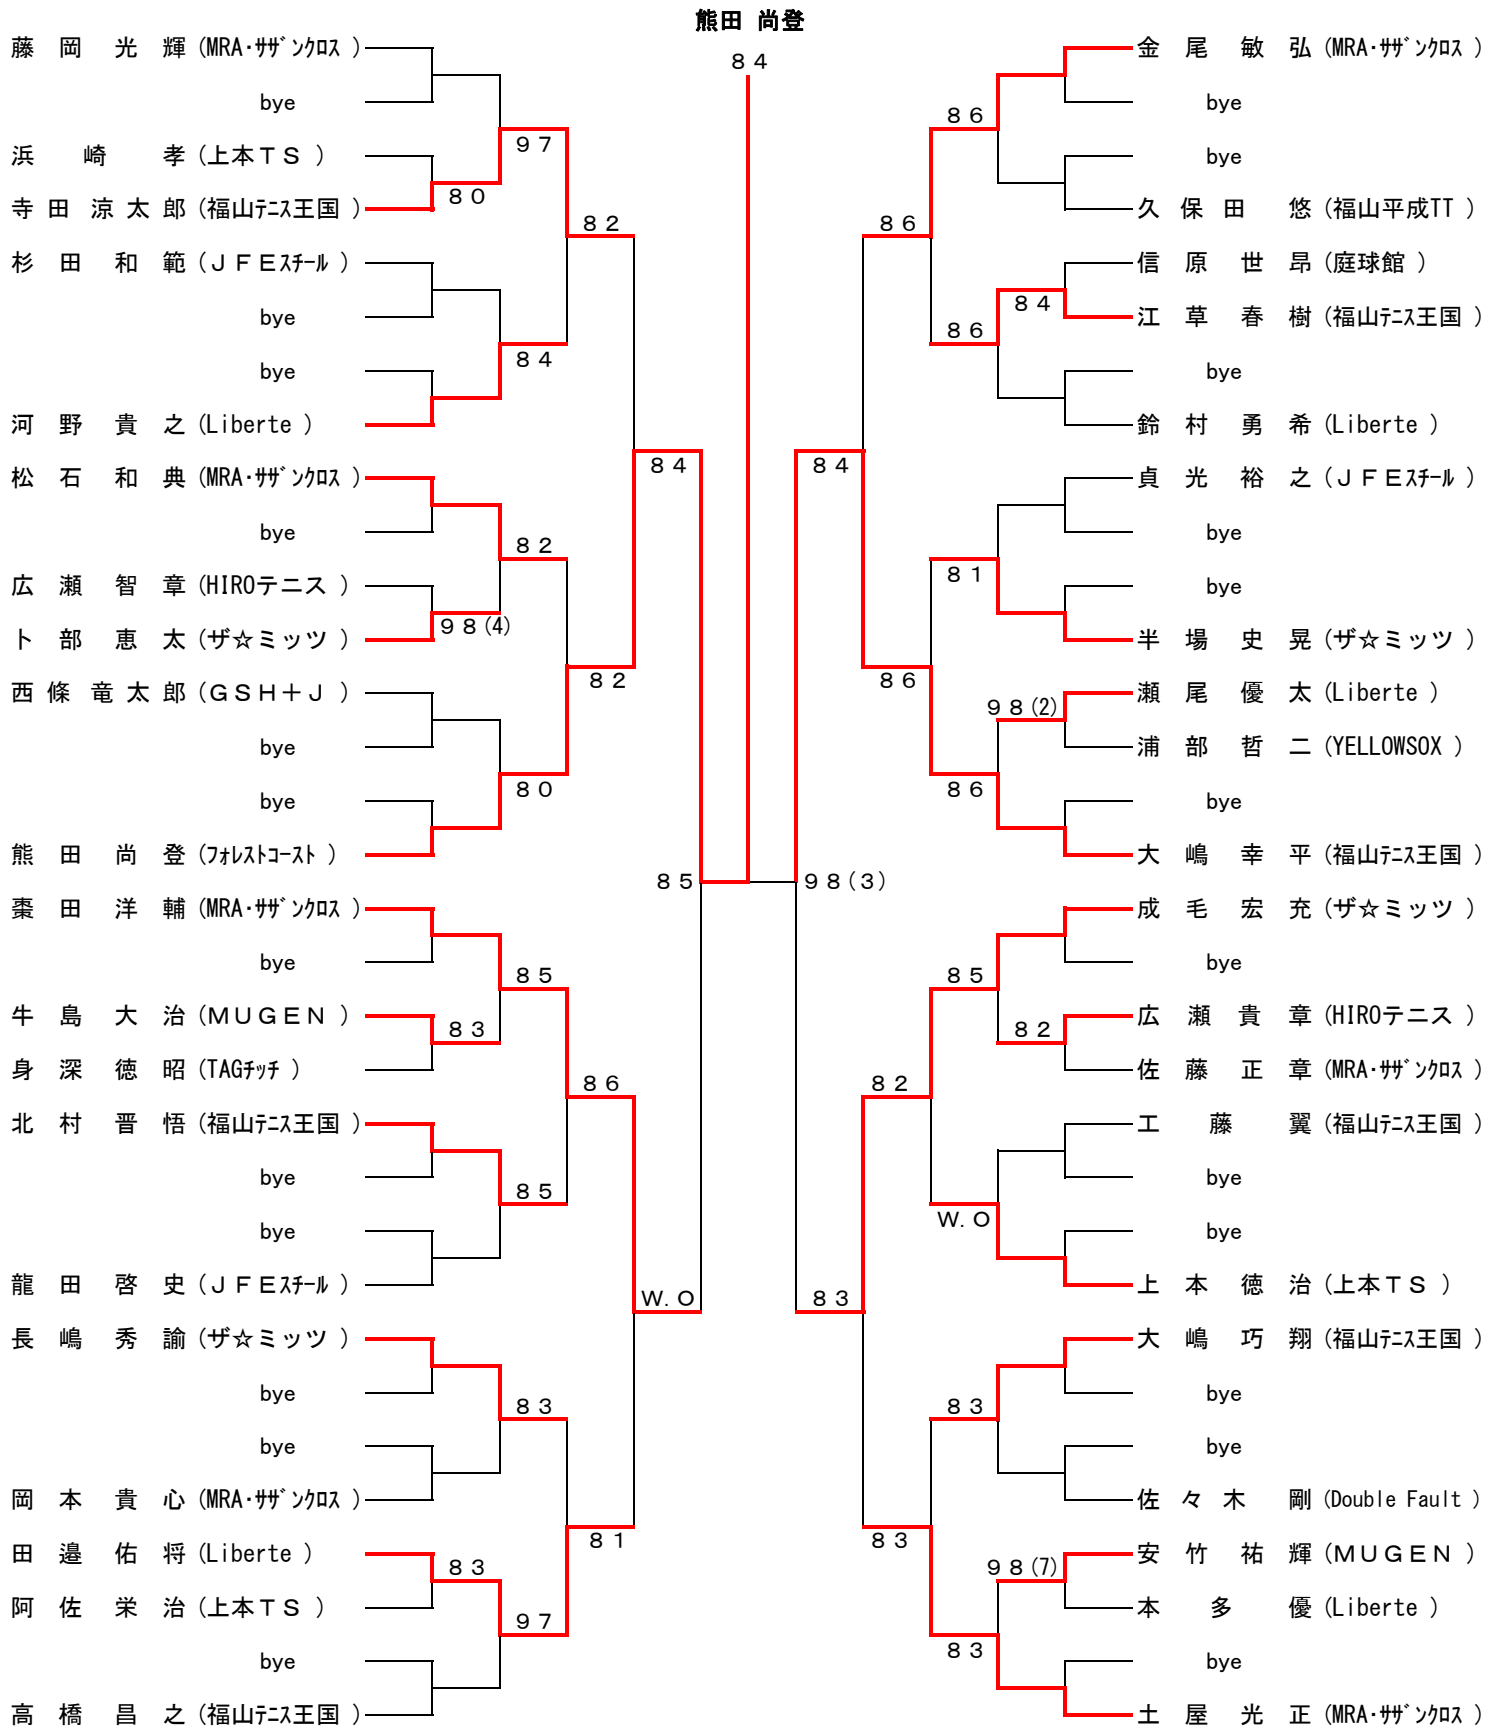 熊田 尚登
84
藤岡光輝 (MRA・サザンクロス )
bye
浜崎孝 (上本TS )
寺田涼太郎 (福山テニス王国 )
杉田和範 (JFEスチール )
bye
bye
河野貴之 (Liberte )
松石和典 (MRA・サザンクロス )
bye
広瀬智章 (HIROテニス )
卜部恵太 (ザ☆ミッツ )
西條竜太郎 (GSH+J )
bye
bye
熊田尚登 (フォレストコースト )
棗田洋輔 (MRA・サザンクロス )
bye
牛島大治 (MUGEN )
身深徳昭 (TAGチッチ )
北村晋悟 (福山テニス王国 )
bye
bye
龍田啓史 (JFEスチール )
長嶋秀諭 (ザ☆ミッツ )
bye
bye
岡本貴心 (MRA・サザンクロス )
田邉佑将 (Liberte )
阿佐栄治 (上本TS )
bye
高橋昌之 (福山テニス王国 )
80
98(4)
83
83
97
84
82
80
85
85
83
97
82
82
86
81
84
W.O
85
98(3)
84
83
86
86
82
83
86
86
81
86
85
W.O
83
83
84
98(2)
82
98(7)
金尾敏弘 (MRA・サザンクロス )
bye
bye
久保田悠 (福山平成TT )
信原世昂 (庭球館 )
江草春樹 (福山テニス王国 )
bye
鈴村勇希 (Liberte )
貞光裕之 (JFEスチール )
bye
bye
半場史晃 (ザ☆ミッツ )
瀬尾優太 (Liberte )
浦部哲二 (YELLOWSOX )
bye
大嶋幸平 (福山テニス王国 )
成毛宏充 (ザ☆ミッツ )
bye
広瀬貴章 (HIROテニス )
佐藤正章 (MRA・サザンクロス )
工藤翼 (福山テニス王国 )
bye
bye
上本徳治 (上本TS )
大嶋巧翔 (福山テニス王国 )
bye
bye
佐々木剛 (Double Fault )
安竹祐輝 (MUGEN )
本多優 (Liberte )
bye
土屋光正 (MRA・サザンクロス )